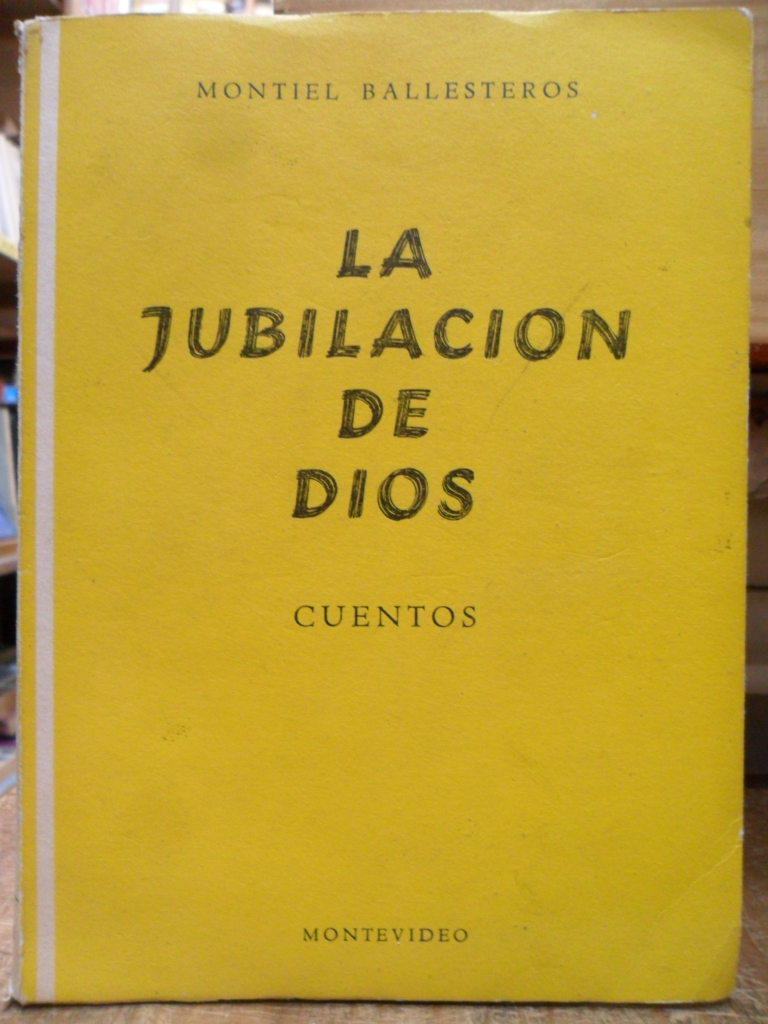 MONTIEL BALLESTEROS
LA
JUBILACION
DE
DIOS
CUENTOS
MONTEVIDEO